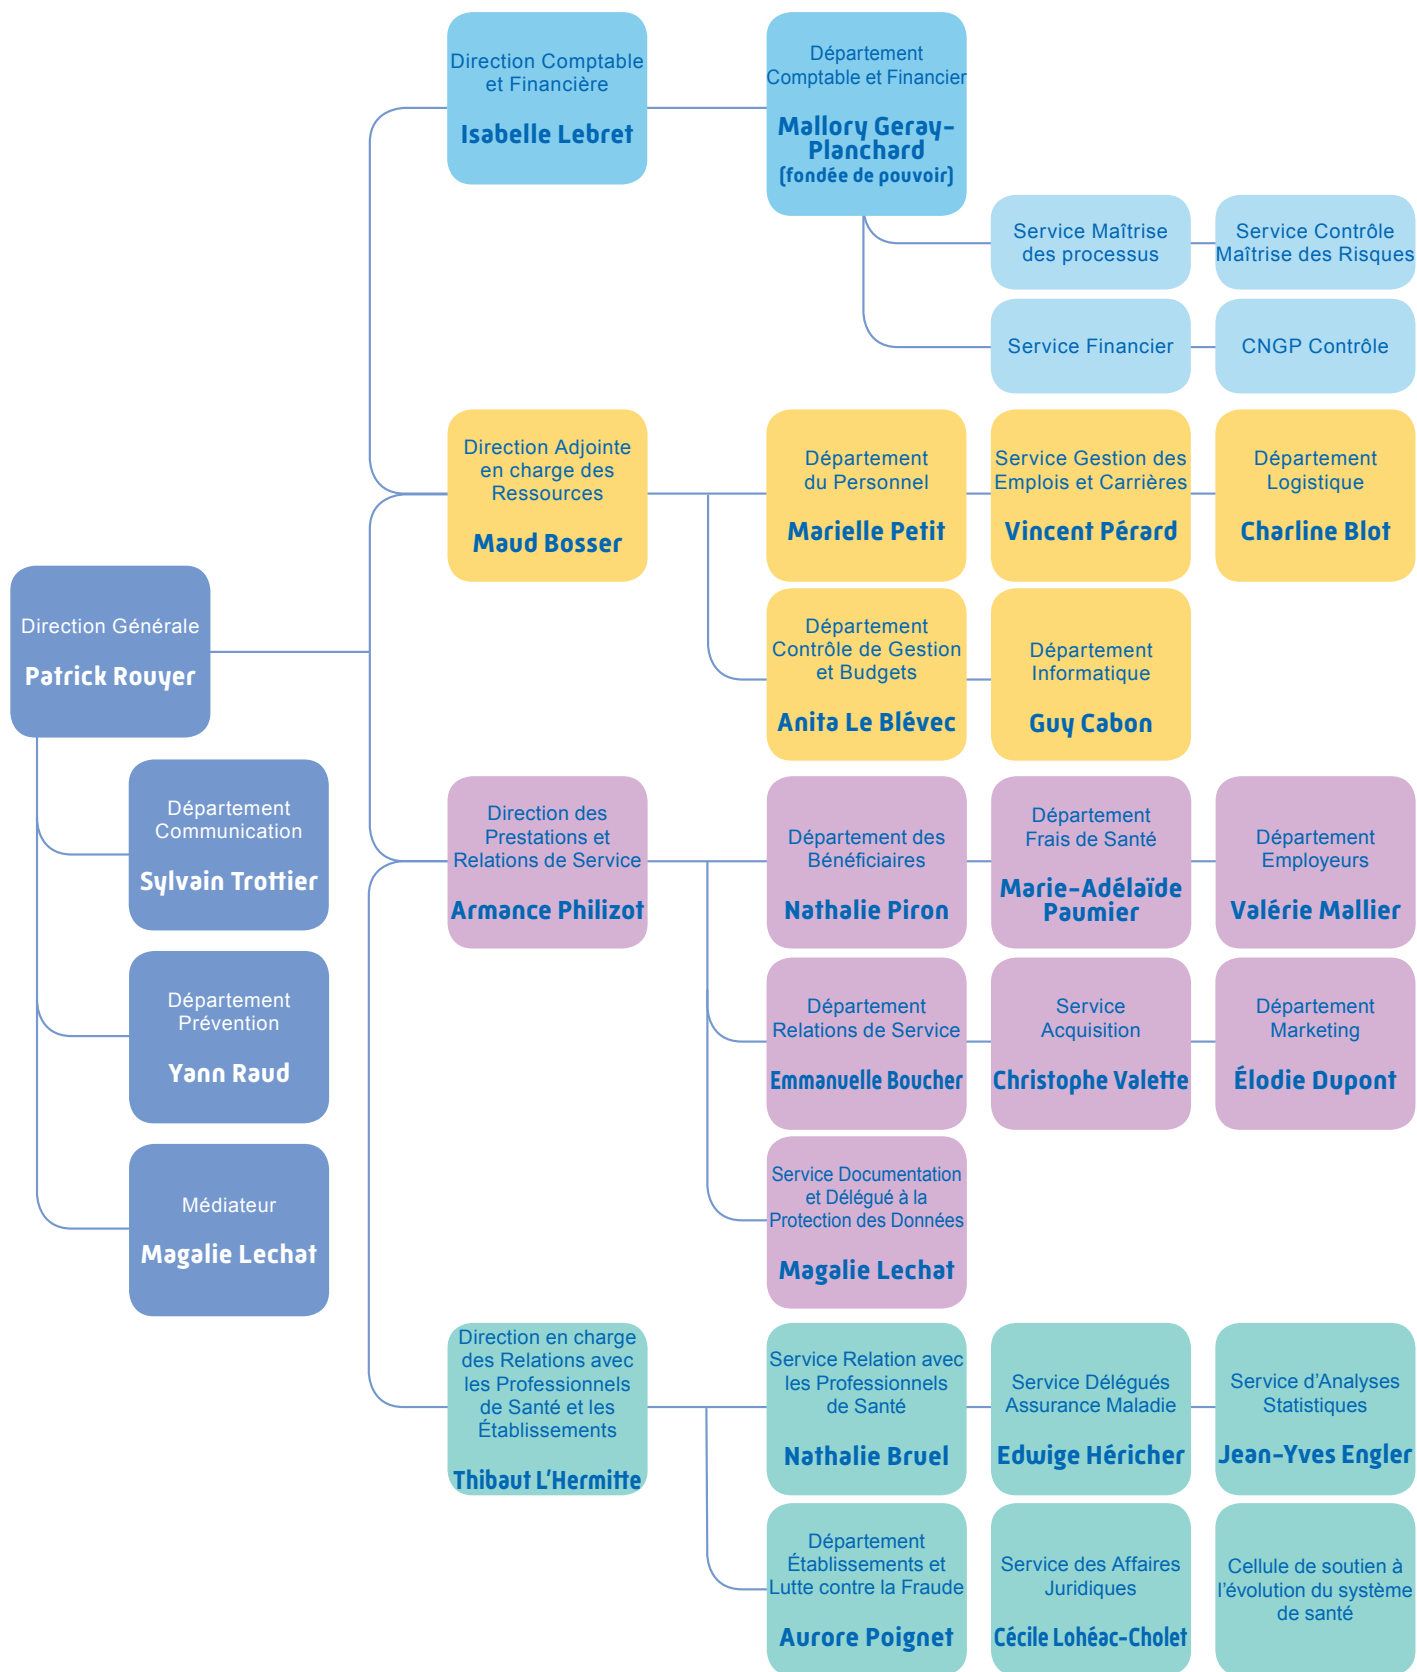 Direction Comptable
et Financière
Isabelle Lebret
Département
Comptable et Financier
Mallory Geray-
Planchard
(fondée de pouvoir)
Service Maîtrise
des processus
Service Contrôle
Maîtrise des Risques
Service Financier
CNGP Contrôle
Direction Adjointe
en charge des
Ressources
Maud Bosser
Département
du Personnel
Marielle Petit
Service Gestion des
Emplois et Carrières
Vincent Pérard
Département
Logistique
Charline Blot
Département
Contrôle de Gestion
et Budgets
Anita Le Blévec
Département
Informatique
Guy Cabon
Direction Générale
Patrick Rouyer
Département
Communication
Sylvain Trottier
Département
Prévention
Yann Raud
Médiateur
Magalie Lechat
Direction des
Prestations et
Relations de Service
Armance Philizot
Département des
Bénéficiaires
Nathalie Piron
Département
Frais de Santé
Marie-Adélaïde
Paumier
Département
Employeurs
Valérie Mallier
Département
Relations de Service
Emmanuelle Boucher
Service
Acquisition
Christophe Valette
Département
Marketing
Élodie Dupont
Service Documentation
et Délégué à la
Protection des Données
Magalie Lechat
Direction en charge
des Relations avec
les Professionnels
de Santé et les
Établissements
Thibaut L'Hermitte
Service Relation avec
les Professionnels
de Santé
Nathalie Bruel
Service Délégués
Assurance Maladie
Edwige Héricher
Service d'Analyses
Statistiques
Jean-Yves Engler
Département
Établissements et
Lutte contre la Fraude
Aurore Poignet
Service des Affaires
Juridiques
Cécile Lohéac-Cholet
Cellule de soutien à
l'évolution du système
de santé